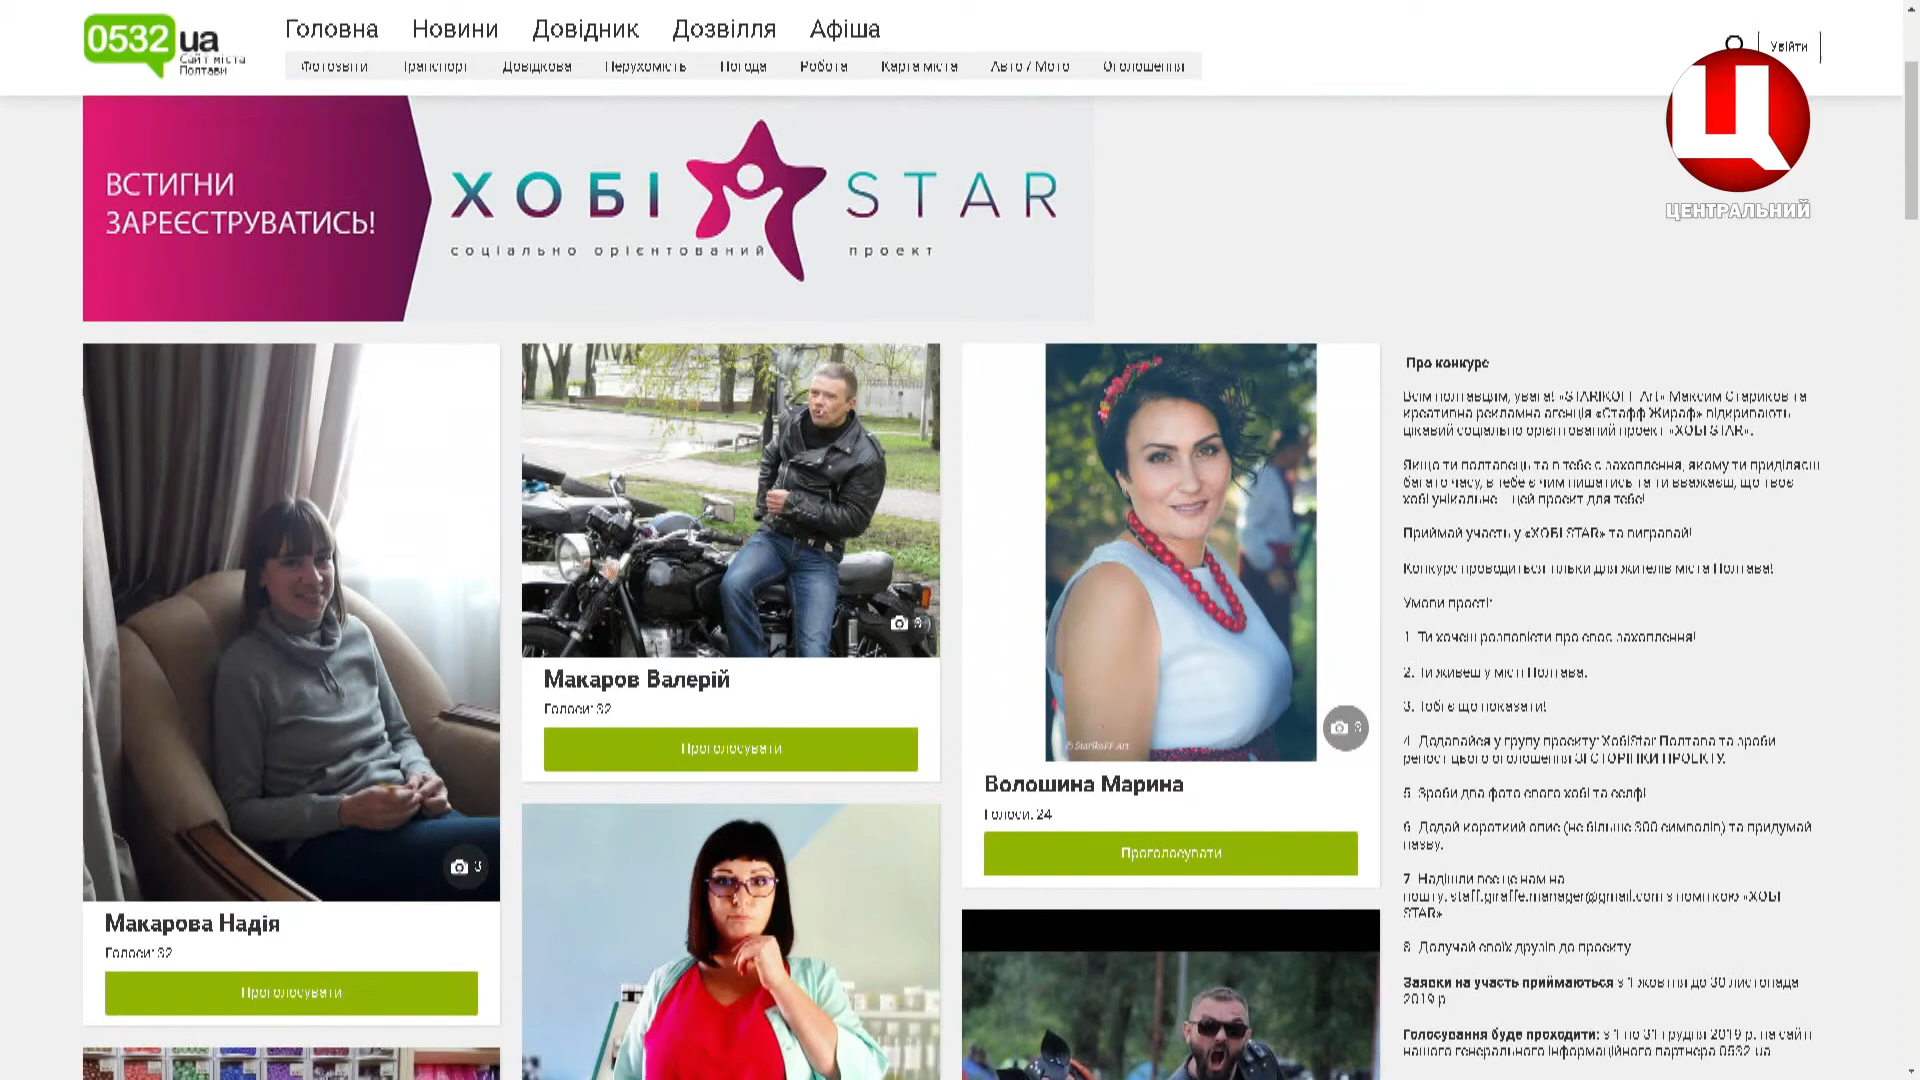 0532 ua
Сайт міста
Полтави
Головна Новини Довідник Дозвілля Афіша
Увійти
Фотозвіти Транспорт Довідкова Нерухомість Погода Робота Карта міста Авто / Мото Оголошення
ВСТИГНИ
ЗАРЕЄСТРУВАТИСЬ!
ХОБІ STAR
соціально орієнтований проект
Ц
ЦЕНТРАЛЬНИЙ
3
Макарова Надія
Голоси: 32
Проголосувати
Макаров Валерій
Голоси: 32
Проголосувати
© StarikoFF Art
3
Волошина Марина
Голоси: 24
Проголосувати
Про конкурс
Всім полтавцям, увага! «STARIKOFF Art» Максим Стариков та
креативна рекламна агенція «Стафф Жираф» відкривають
цікавий соціально орієнтований проект «ХОБІ STAR».
Якщо ти полтавець та в тебе є захоплення, якому ти приділяєш
багато часу, в тебе є чим пишатись та ти вважаєш, що твоє
хобі унікальне – цей проект для тебе!
Приймай участь у «ХОБІ STAR» та вигравай!
Конкурс проводиться тільки для жителів міста Полтава!
Умови прості:
1. Ти хочеш розповісти про своє захоплення!
2. Ти живеш у місті Полтава.
3. Тобі є що показати!
4. Додавайся у групу проекту: ХобіStar Полтава та зроби
репост цього оголошення ЗІ СТОРІНКИ ПРОЕКТУ.
5. Зроби два фото свого хобі та селфі
6. Додай короткий опис (не більше 300 символів) та придумай
назву.
7. Надішли все це нам на
пошту: staff.giraffe.manager@gmail.com з поміткою «ХОБІ
STAR»
8. Долучай своїх друзів до проекту
Заявки на участь приймаються з 1 жовтня до 30 листопада
2019 р
Голосування буде проходити: з 1 по 31 грудня 2019 р. на сайті
нашого генерального інформаційного партнера 0532.ua